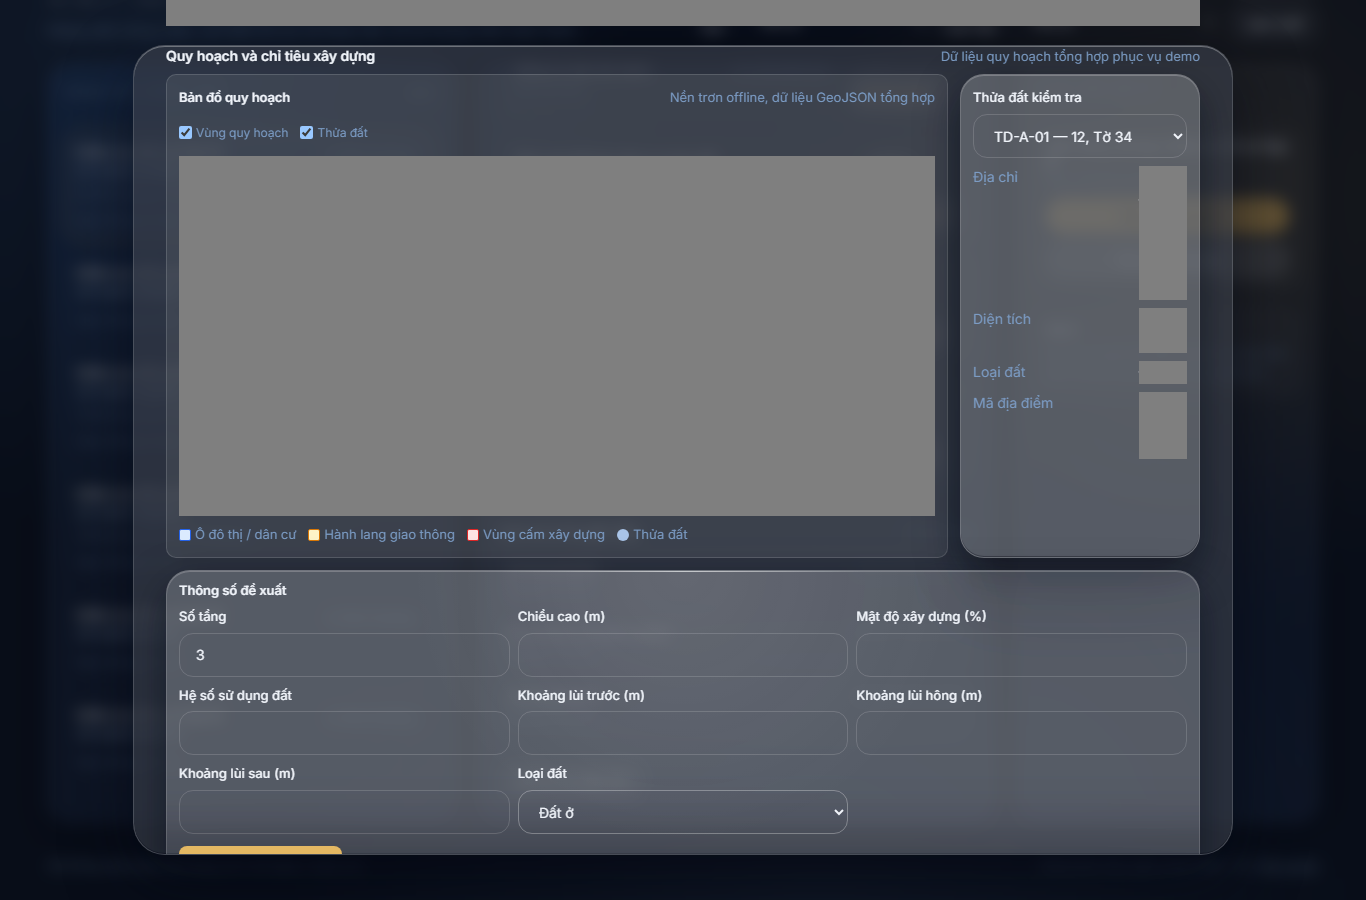 Quy hoạch và chỉ tiêu xây dựng
Dữ liệu quy hoạch tổng hợp phục vụ demo
Bản đồ quy hoạch
Nền trơn offline, dữ liệu GeoJSON tổng hợp
Vùng quy hoạch
Thửa đất
Ô đô thị / dân cư
Hành lang giao thông
Vùng cấm xây dựng
Thửa đất
Thửa đất kiểm tra
TD-A-01 — 12, Tờ 34
Địa chỉ
Diện tích
Loại đất
Mã địa điểm
Thông số đề xuất
Số tầng
Chiều cao (m)
Mật độ xây dựng (%)
3
Hệ số sử dụng đất
Khoảng lùi trước (m)
Khoảng lùi hông (m)
Khoảng lùi sau (m)
Loại đất
Đất ở